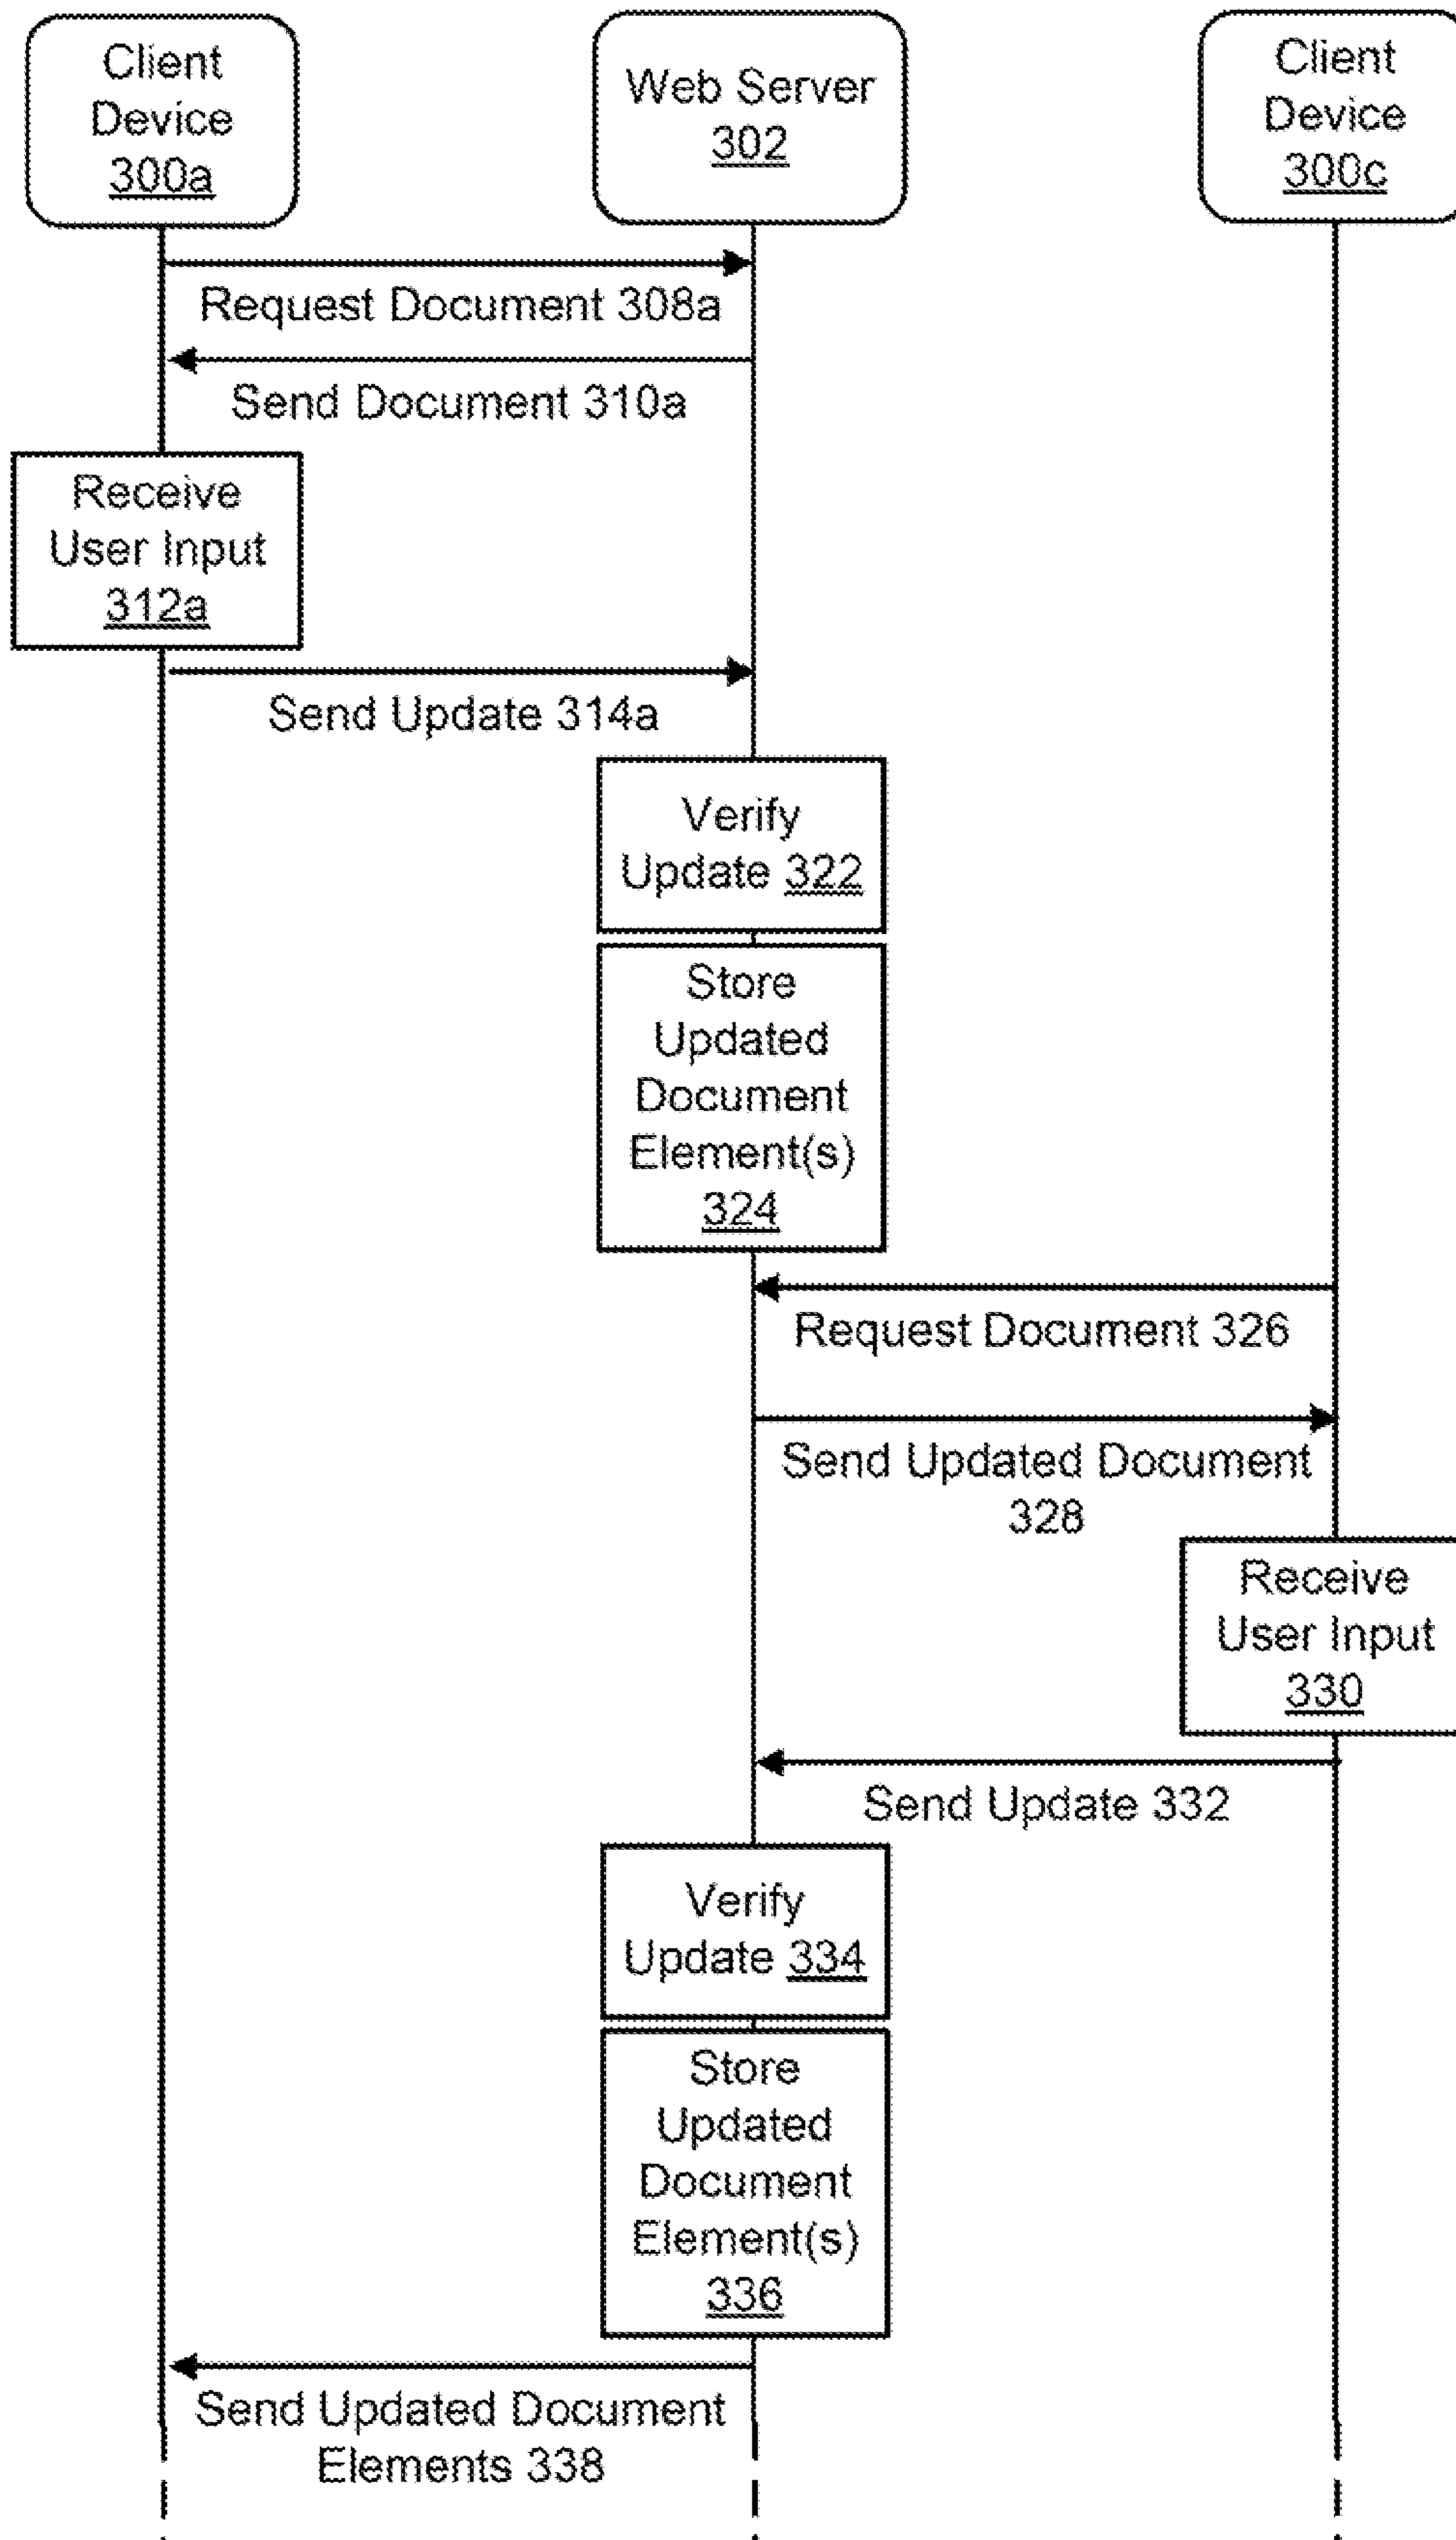 Client
Device
300a
Web Server
302
Client
Device
300c
Request Document 308a
Send Document 310a
Receive
User Input
312a
Send Update 314a
Verify
Update 322
Store
Updated
Document
Element(s)
324
Request Document 326
Send Updated Document
328
Receive
User Input
330
Send Update 332
Verify
Update 334
Store
Updated
Document
Element(s)
336
Send Updated Document
Elements 338